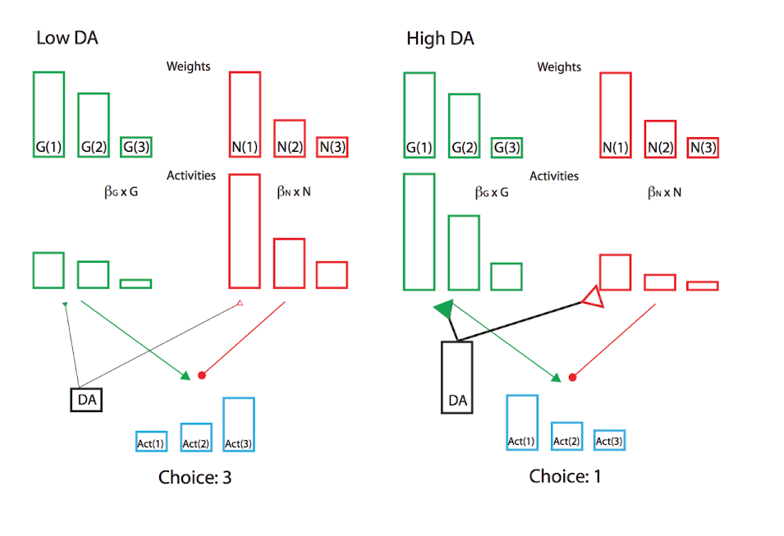 Low DA
High DA
Weights
Weights
G(1) G(2) G(3) N(1) N(2) N(3)
G(1) G(2) G(3) N(1) N(2) N(3)
Activities
Activities
βG x G βN x N
βG x G βN x N
DA
DA
Act(1) Act(2) Act(3)
Act(1) Act(2) Act(3)
Choice: 3
Choice: 1